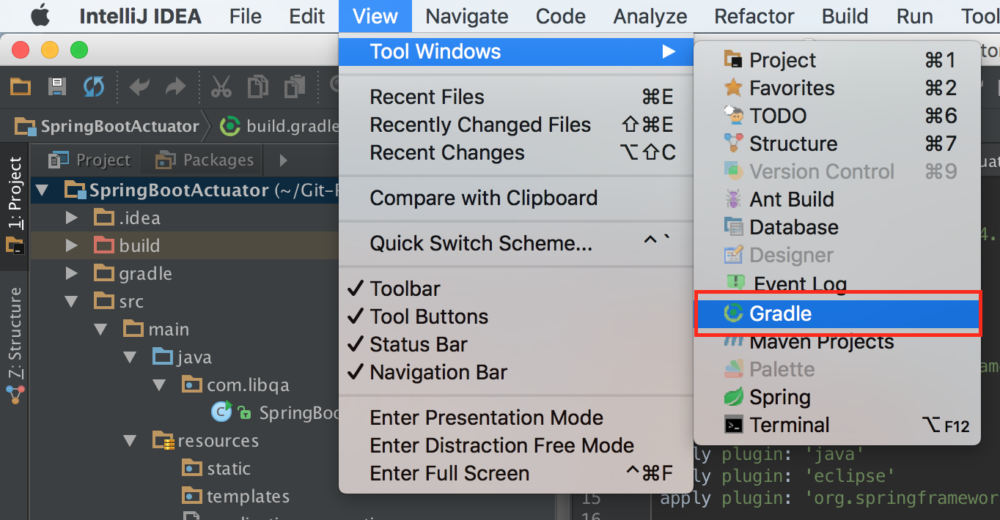 IntelliJ IDEA File Edit View Navigate Code Analyze Refactor Build Run
Tool Windows
Recent Files ⌘E
Recently Changed Files ⇧⌘E
Recent Changes ⌥⇧C
Compare with Clipboard
Quick Switch Scheme... ^`
✓ Toolbar
✓ Tool Buttons
✓ Status Bar
✓ Navigation Bar
Enter Presentation Mode
Enter Distraction Free Mode
Enter Full Screen ^⌘F
Project ⌘1
Favorites ⌘2
TODO ⌘6
Structure ⌘7
Version Control ⌘9
Ant Build
Database
Designer
Event Log
Gradle
Maven Projects
Palette
Spring
Terminal ⌥F12
SpringBootActuator build.gradle
Project Packages
1: Project
7: Structure
SpringBootActuator (~/Git-
.idea
build
gradle
src
main
java
com.libqa
SpringBoo
resources
static
templates
ly plugin: 'java'
ly plugin: 'eclipse'
15 apply plugin: 'org.springframewor
16